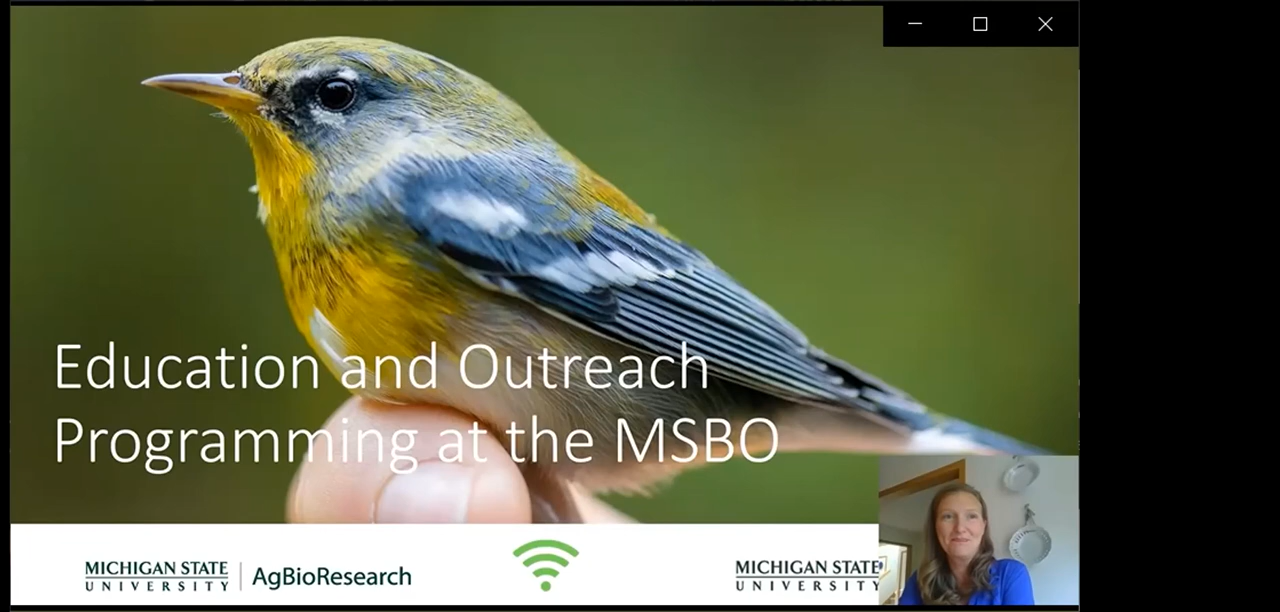 Education and Outreach
Programming at the MSBO
MICHIGAN STATE
UNIVERSITY
AgBioResearch
MICHIGAN STATE
UNIVERSITY